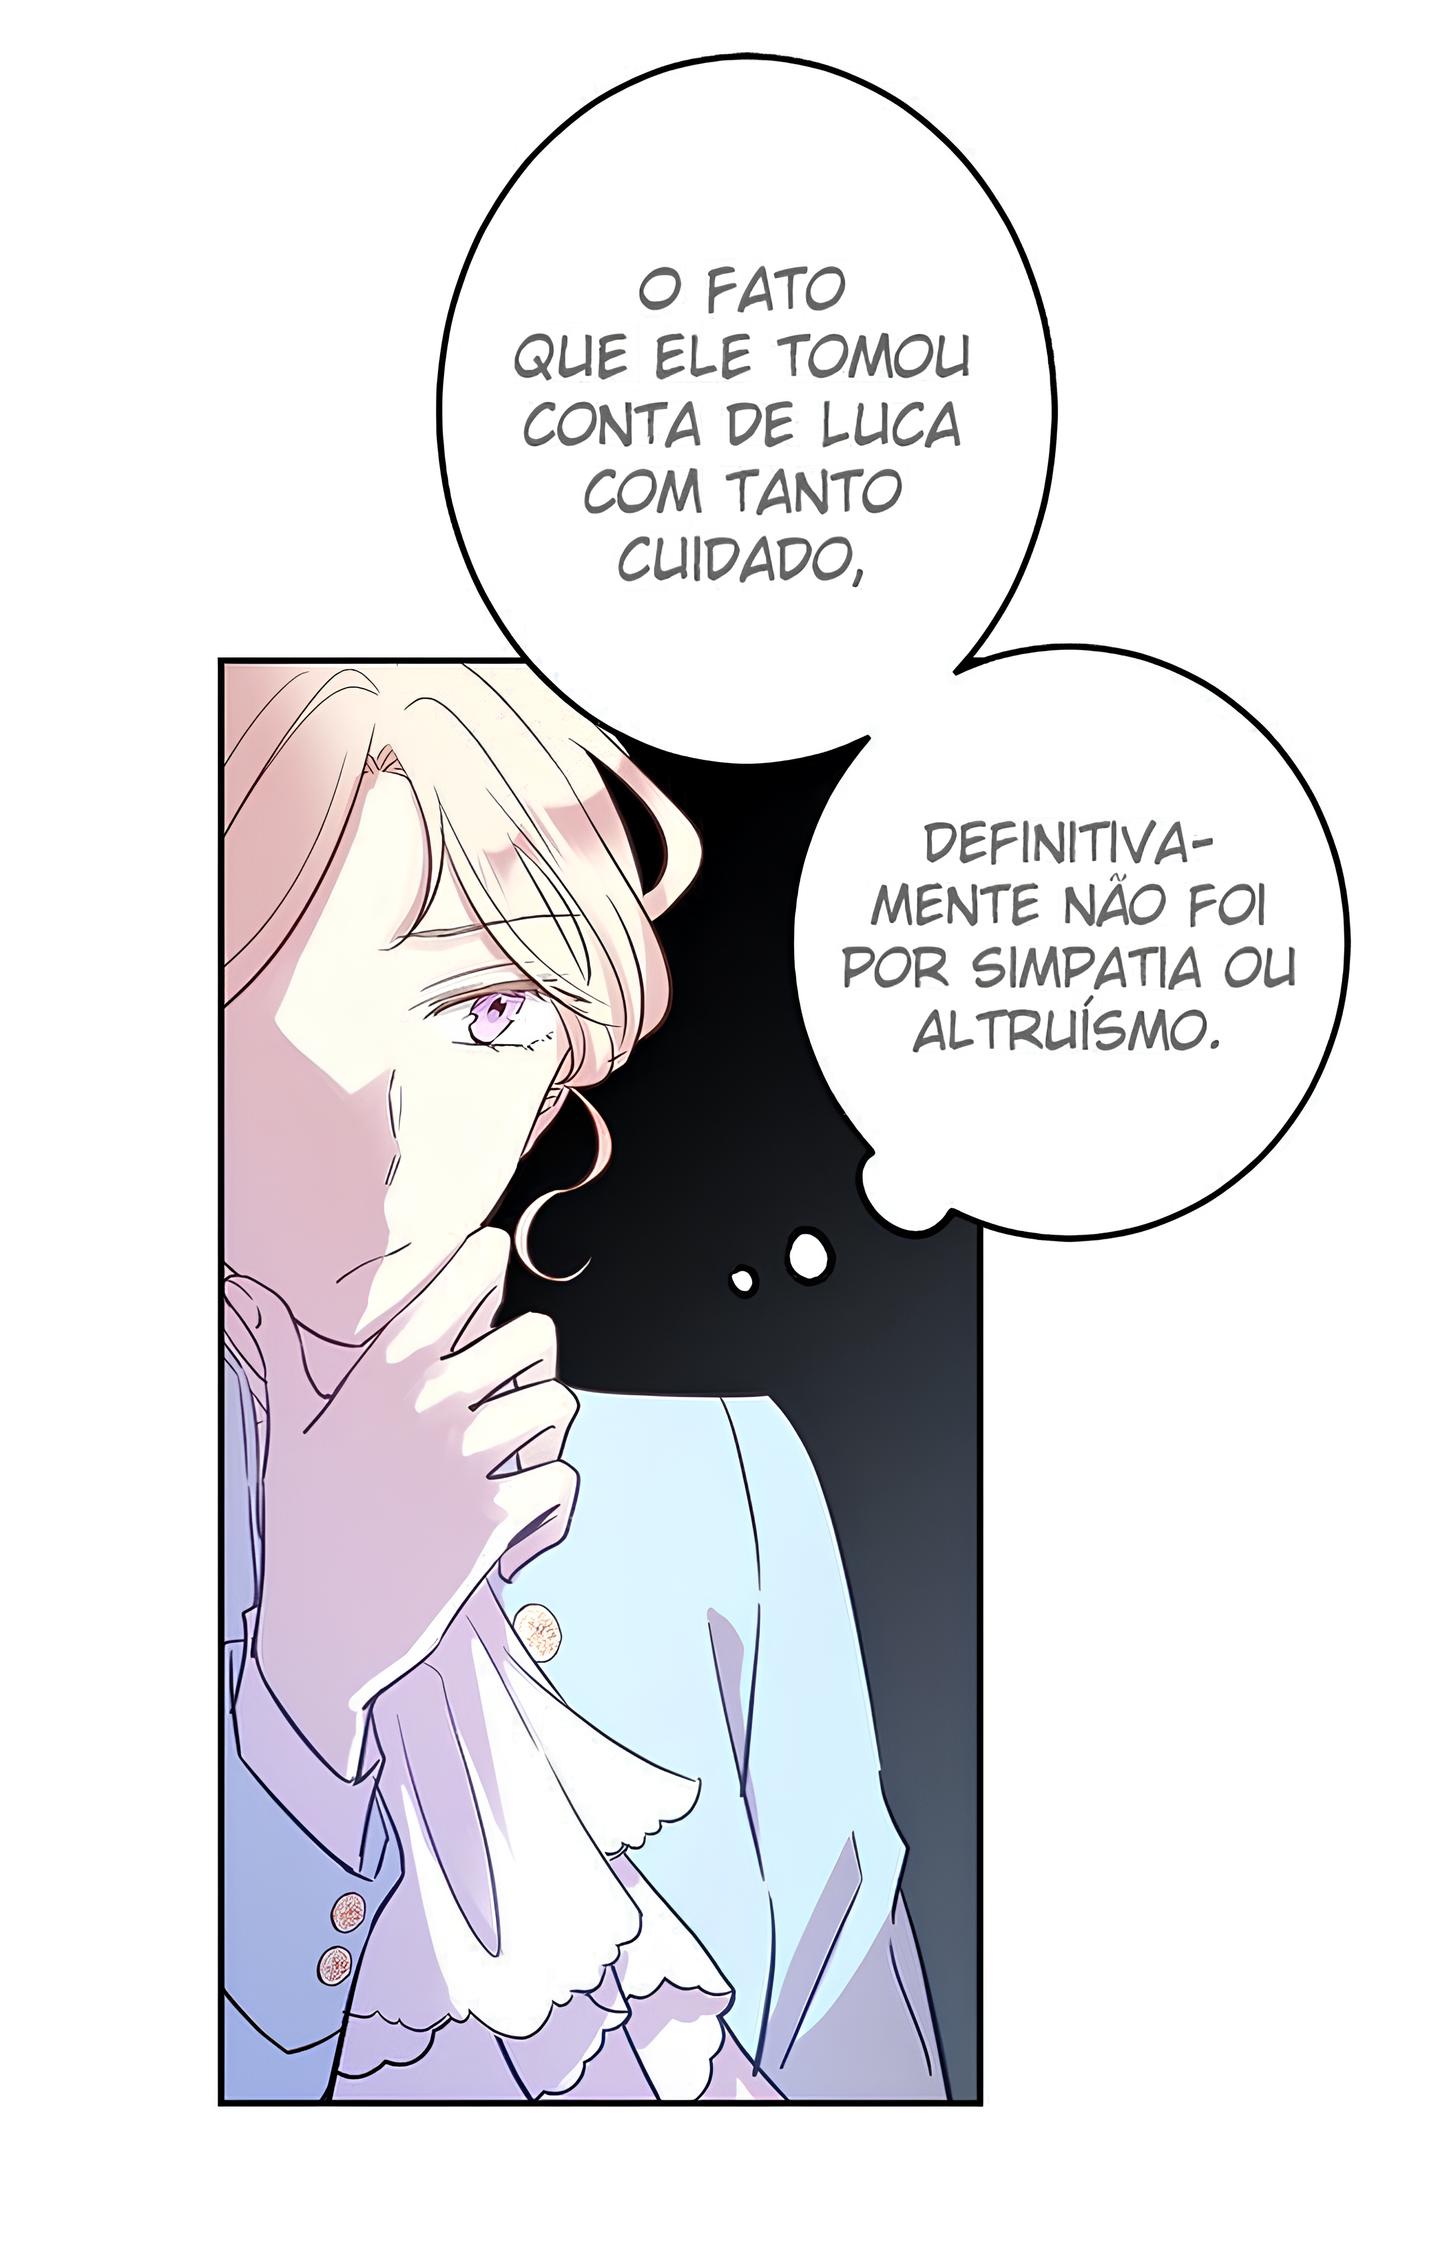 O FATO
QUE ELE TOMOU
CONTA DE LUCA
COM TANTO
CUIDADO,
DEFINITIVA-
MENTE NÃO FOI
POR SIMPATIA OU
ALTRUÍSMO.